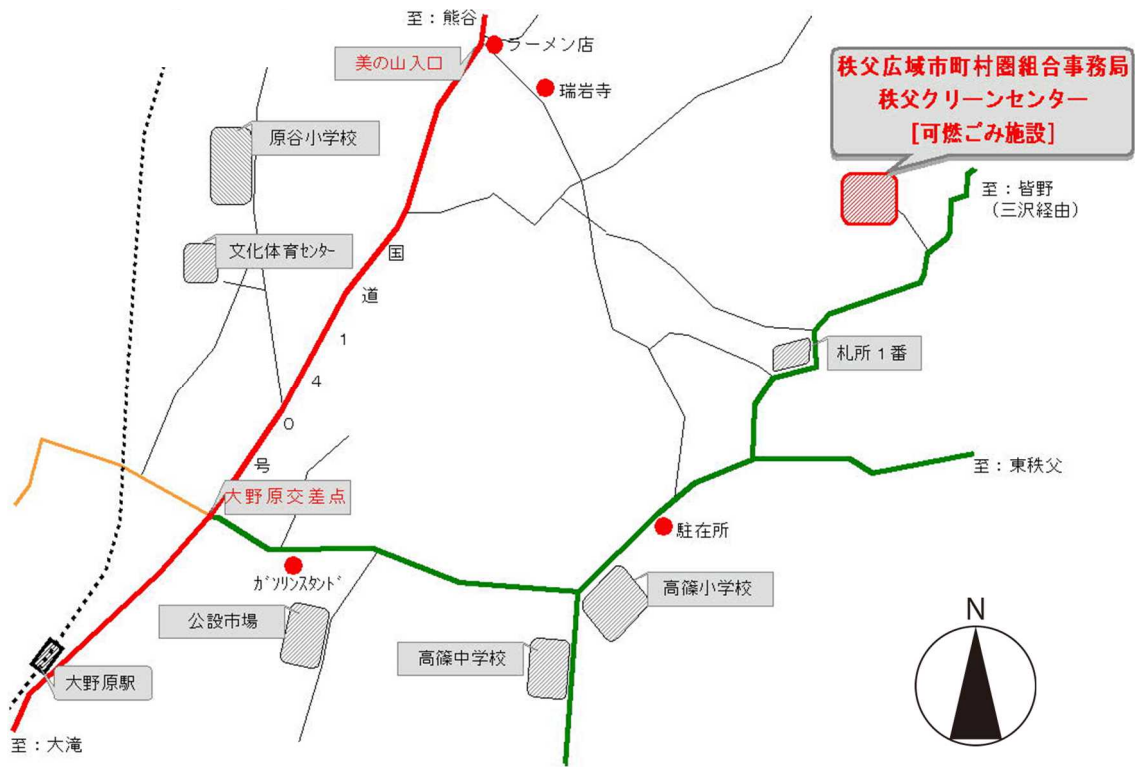 至：熊谷
ラーメン店
美の山入口
瑞岩寺
秩父広域市町村圏組合事務局
秩父クリーンセンター
[可燃ごみ施設]
原谷小学校
至：皆野
（三沢経由）
文化体育ｾﾝﾀｰ
国
道
１
４
０
号
札所１番
至：東秩父
大野原交差点
駐在所
ｶﾞｿﾘﾝｽﾀﾝﾄﾞ
高篠小学校
公設市場
高篠中学校
N
大野原駅
至：大滝